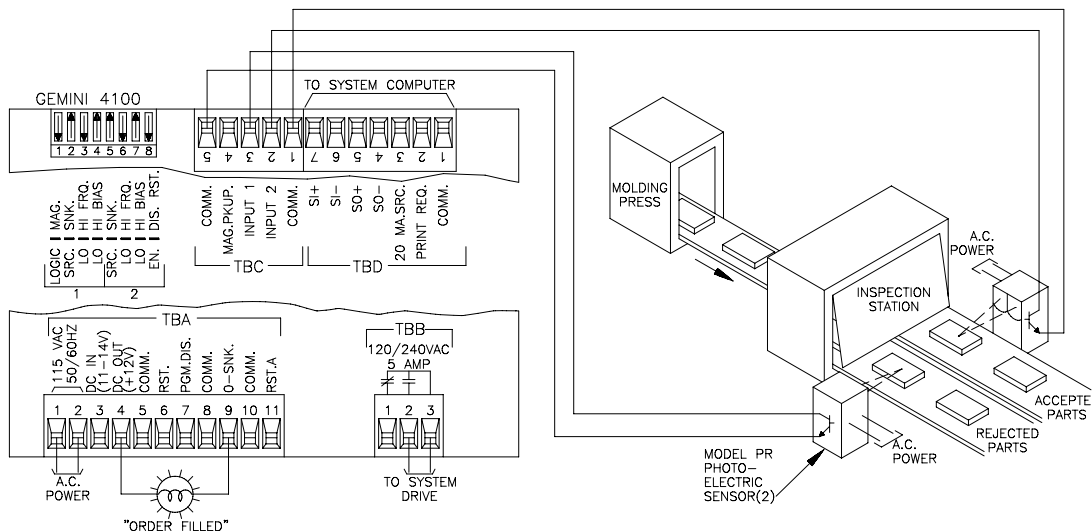 TO SYSTEM COMPUTER
GEMINI 4100
1 2 3 4 5 6 7 8
5 4 3 2 1 7 6 5 4 3 2 1
LOGIC MAG.
SRC. SNK.
LO HI FRQ.
LO HI BIAS
SRC. SNK.
LO HI FRQ.
LO HI BIAS
EN. DIS. RST.
1 2
COMM.
MAG.PKUP.
INPUT 1
INPUT 2
COMM.
SI+
SI-
SO+
SO-
20 MA.SRC.
PRINT REQ.
COMM.
TBC TBD
TBA
115 VAC
50/60HZ
DC IN
(11-14V)
DC OUT
(+12V)
COMM.
RST.
PGM.DIS.
COMM.
O-SNK.
COMM.
RST.A
1 2 3 4 5 6 7 8 9 10 11
TBB
120/240VAC
5 AMP
1 2 3
A.C.
POWER
"ORDER FILLED"
TO SYSTEM
DRIVE
MOLDING
PRESS
INSPECTION
STATION
A.C.
POWER
ACCEPTE
PARTS
REJECTED
PARTS
A.C.
POWER
MODEL PR
PHOTO-
ELECTRIC
SENSOR(2)